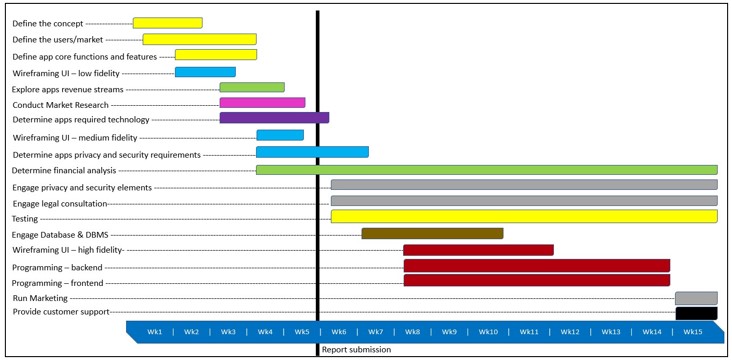 Define the concept
Define the users/market
Define app core functions and features
Wireframing UI – low fidelity
Explore apps revenue streams
Conduct Market Research
Determine apps required technology
Wireframing UI – medium fidelity
Determine apps privacy and security requirements
Determine financial analysis
Engage privacy and security elements
Engage legal consultation
Testing
Engage Database & DBMS
Wireframing UI – high fidelity
Programming – backend
Programming – frontend
Run Marketing
Provide customer support
Wk1 | Wk2 | Wk3 | Wk4 | Wk5 | Wk6 | Wk7 | Wk8 | Wk9 | Wk10 | Wk11 | Wk12 | Wk13 | Wk14 | Wk15
Report submission